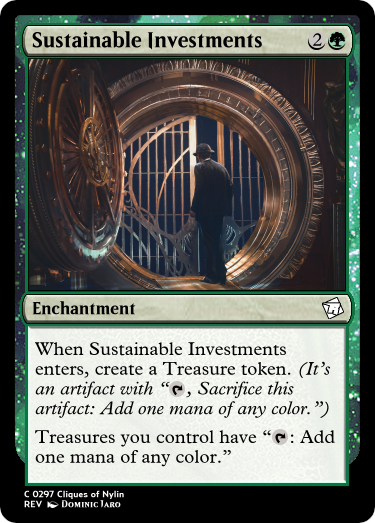 Sustainable Investments 2
Enchantment
When Sustainable Investments
enters, create a Treasure token. (It's
an artifact with “, Sacrifice this
artifact: Add one mana of any color.”)
Treasures you control have “: Add
one mana of any color.”
C 0297 Cliques of Nylin
REV Dominic Jaro